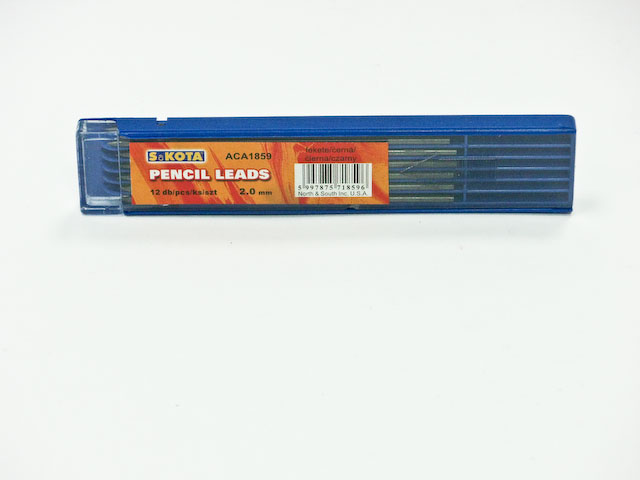 S.KOTA ACA1859
PENCIL LEADS
12 db/pcs/ks/szt 2.0 mm
fekete/černá/
čierna/czarny
5 997875 718596
North & South Inc. U.S.A